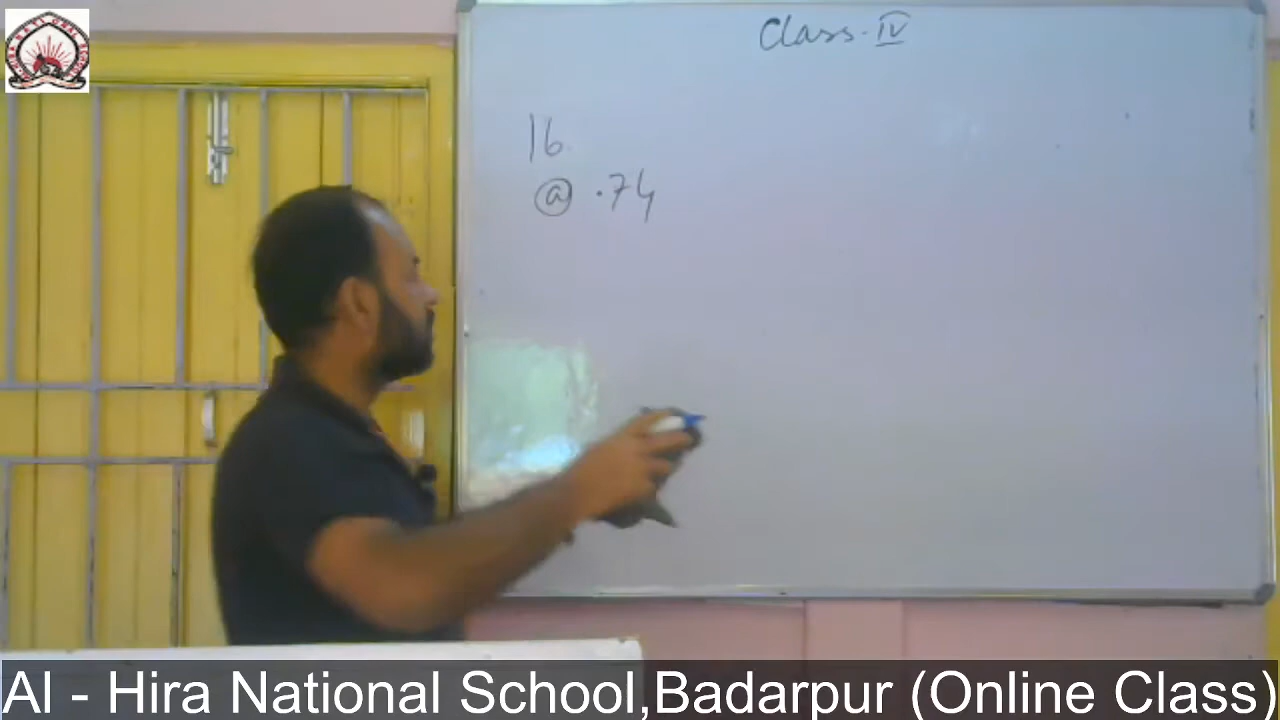 Class. IV
16
(a) .74
Al - Hira National School,Badarpur (Online Class)